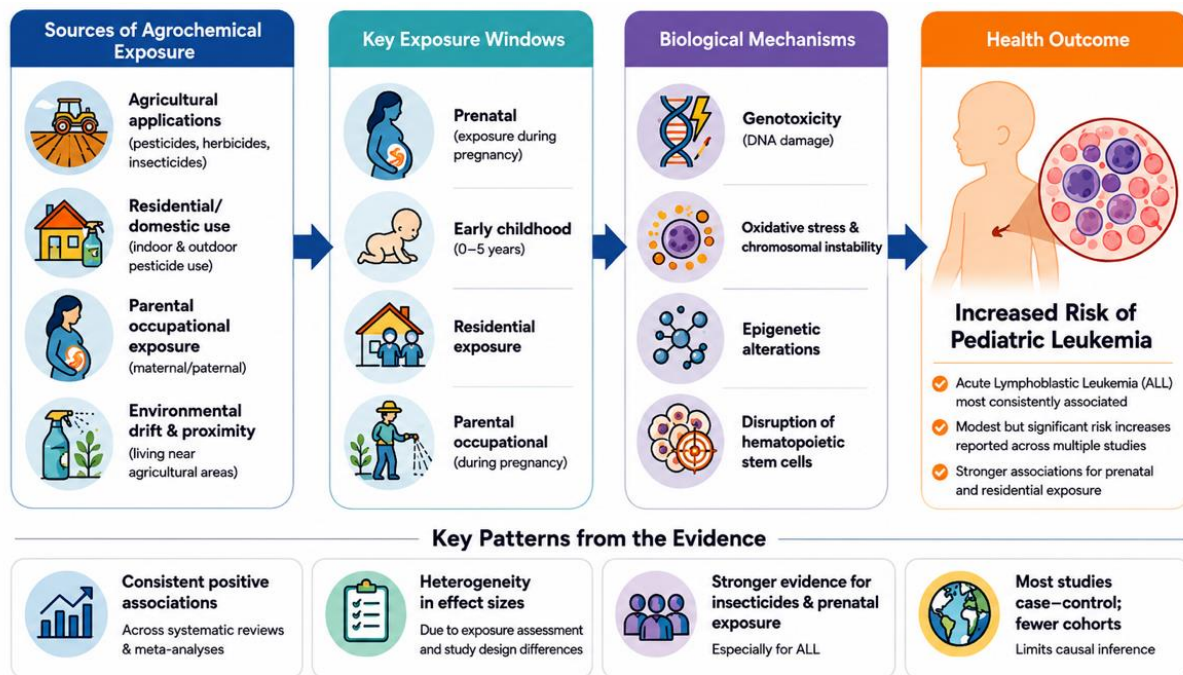 Sources of Agrochemical
Exposure
Agricultural
applications
(pesticides, herbicides,
insecticides)
Residential/
domestic use
(indoor & outdoor
pesticide use)
Parental
occupational
exposure
(maternal/paternal)
Environmental
drift & proximity
(living near
agricultural areas)
Key Exposure Windows
Prenatal
(exposure during
pregnancy)
Early childhood
(0–5 years)
Residential
exposure
Parental
occupational
(during pregnancy)
Biological Mechanisms
Genotoxicity
(DNA damage)
Oxidative stress &
chromosomal instability
Epigenetic
alterations
Disruption of
hematopoietic
stem cells
Health Outcome
Increased Risk of
Pediatric Leukemia
Acute Lymphoblastic Leukemia (ALL)
most consistently associated
Modest but significant risk increases
reported across multiple studies
Stronger associations for prenatal
and residential exposure
Key Patterns from the Evidence
Consistent positive
associations
Across systematic reviews
& meta-analyses
Heterogeneity
in effect sizes
Due to exposure assessment
and study design differences
Stronger evidence for
insecticides & prenatal
exposure
Especially for ALL
Most studies
case–control;
fewer cohorts
Limits causal inference